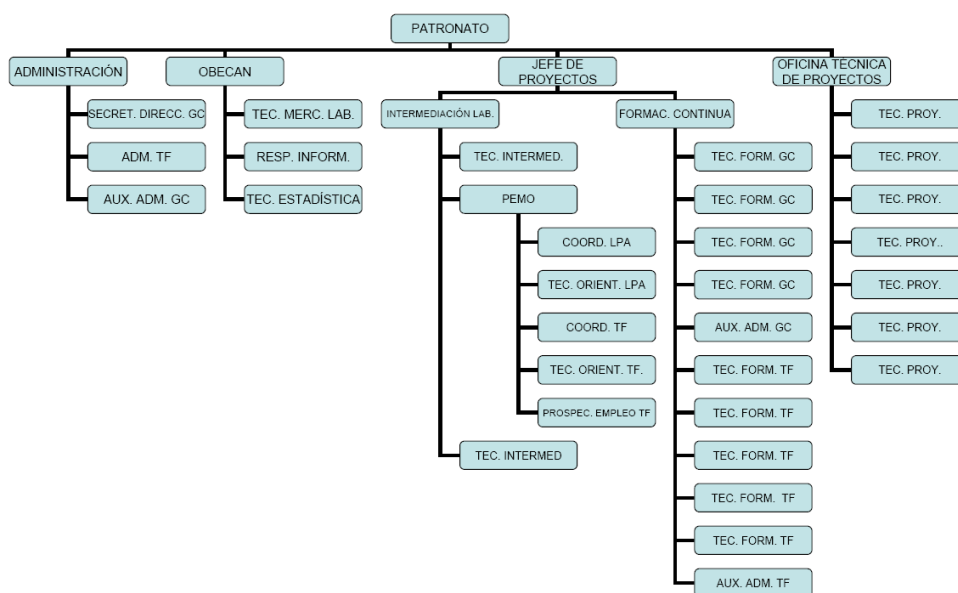 PATRONATO
ADMINISTRACIÓN
OBECAN
JEFE DE
PROYECTOS
OFICINA TÉCNICA
DE PROYECTOS
SECRET. DIRECC. GC
ADM. TF
AUX. ADM. GC
TEC. MERC. LAB.
RESP. INFORM.
TEC. ESTADÍSTICA
INTERMEDIACIÓN LAB.
TEC. INTERMED.
PEMO
COORD. LPA
TEC. ORIENT. LPA
COORD. TF
TEC. ORIENT. TF.
PROSPEC. EMPLEO TF
TEC. INTERMED
FORMAC. CONTINUA
TEC. FORM. GC
TEC. FORM. GC
TEC. FORM. GC
TEC. FORM. GC
AUX. ADM. GC
TEC. FORM. TF
TEC. FORM. TF
TEC. FORM. TF
TEC. FORM. TF
TEC. FORM. TF
AUX. ADM. TF
TEC. PROY.
TEC. PROY.
TEC. PROY.
TEC. PROY..
TEC. PROY.
TEC. PROY.
TEC. PROY.